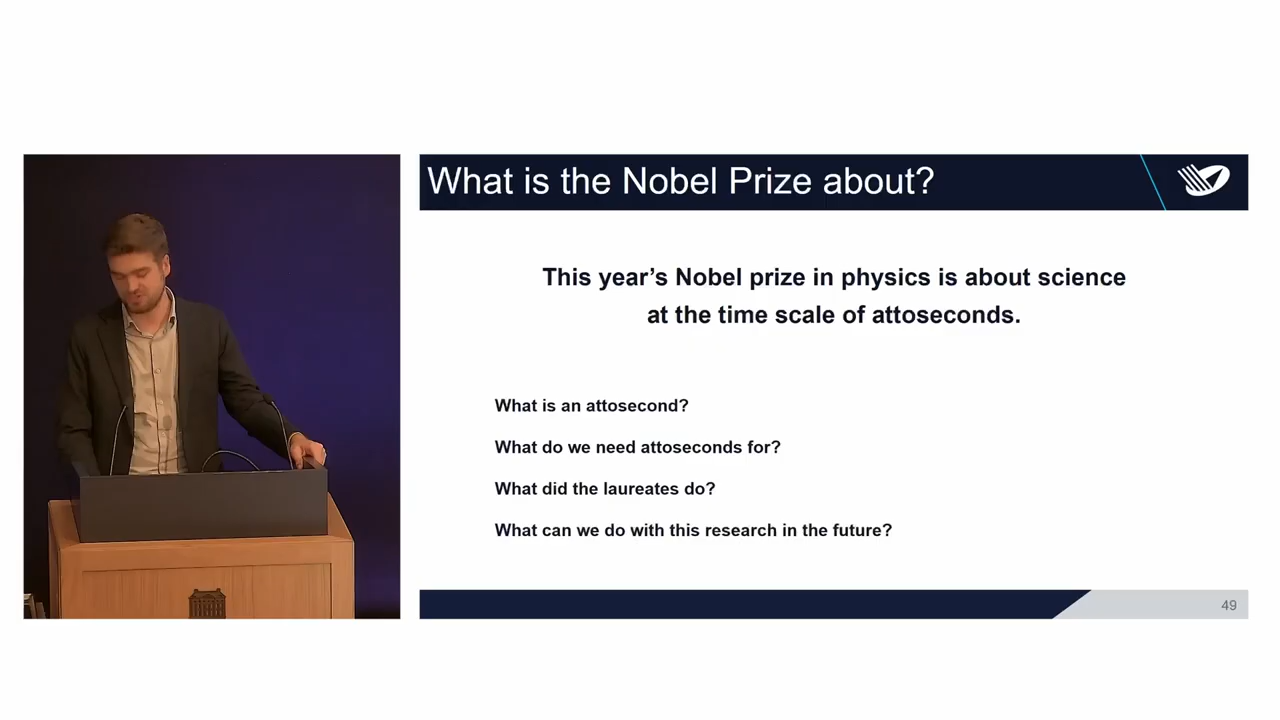 What is the Nobel Prize about?
This year’s Nobel prize in physics is about science
at the time scale of attoseconds.
What is an attosecond?
What do we need attoseconds for?
What did the laureates do?
What can we do with this research in the future?
49